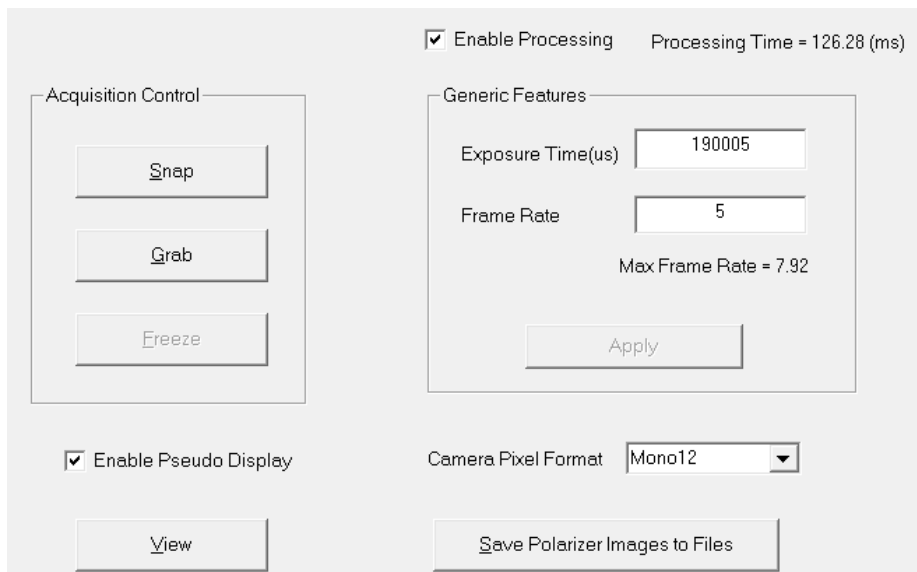 Enable Processing Processing Time = 126.28 (ms)
Acquisition Control
Snap
Grab
Freeze
Generic Features
Exposure Time(us) 190005
Frame Rate 5
Max Frame Rate = 7.92
Apply
Enable Pseudo Display
Camera Pixel Format Mono12
View
Save Polarizer Images to Files